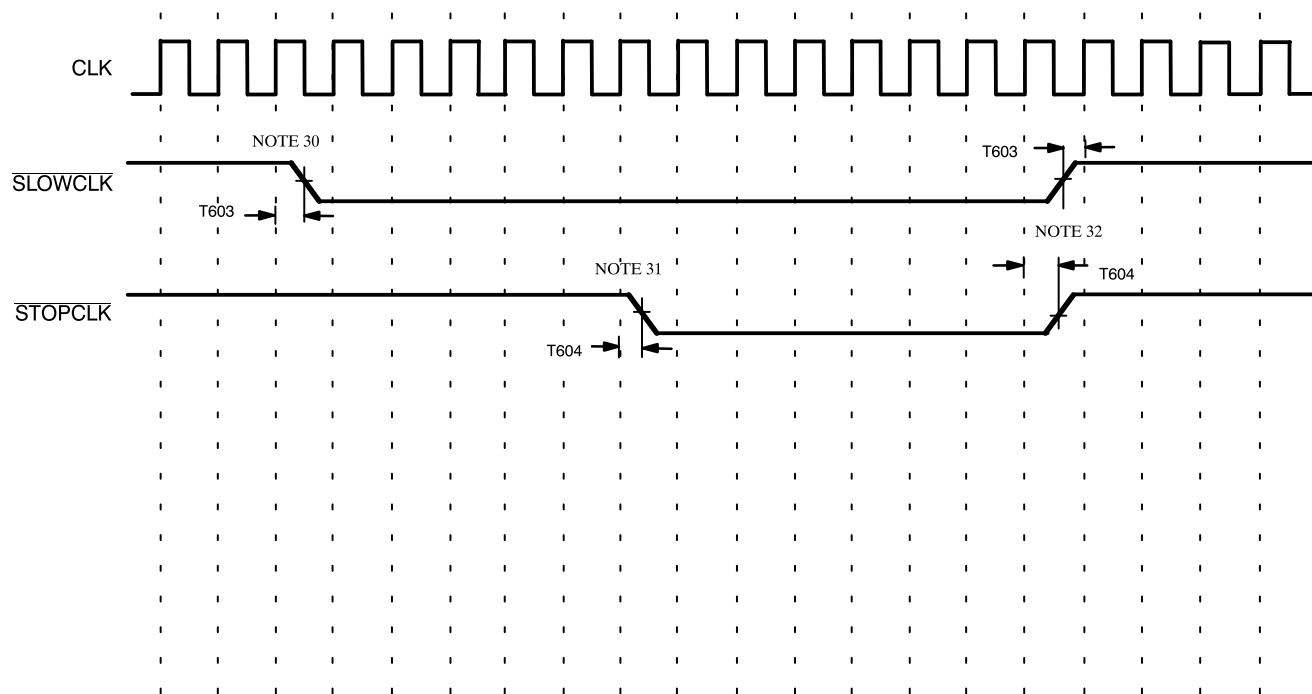 CLK
NOTE 30
T603
SLOWCLK
T603
NOTE 32
NOTE 31
T604
STOPCLK
T604